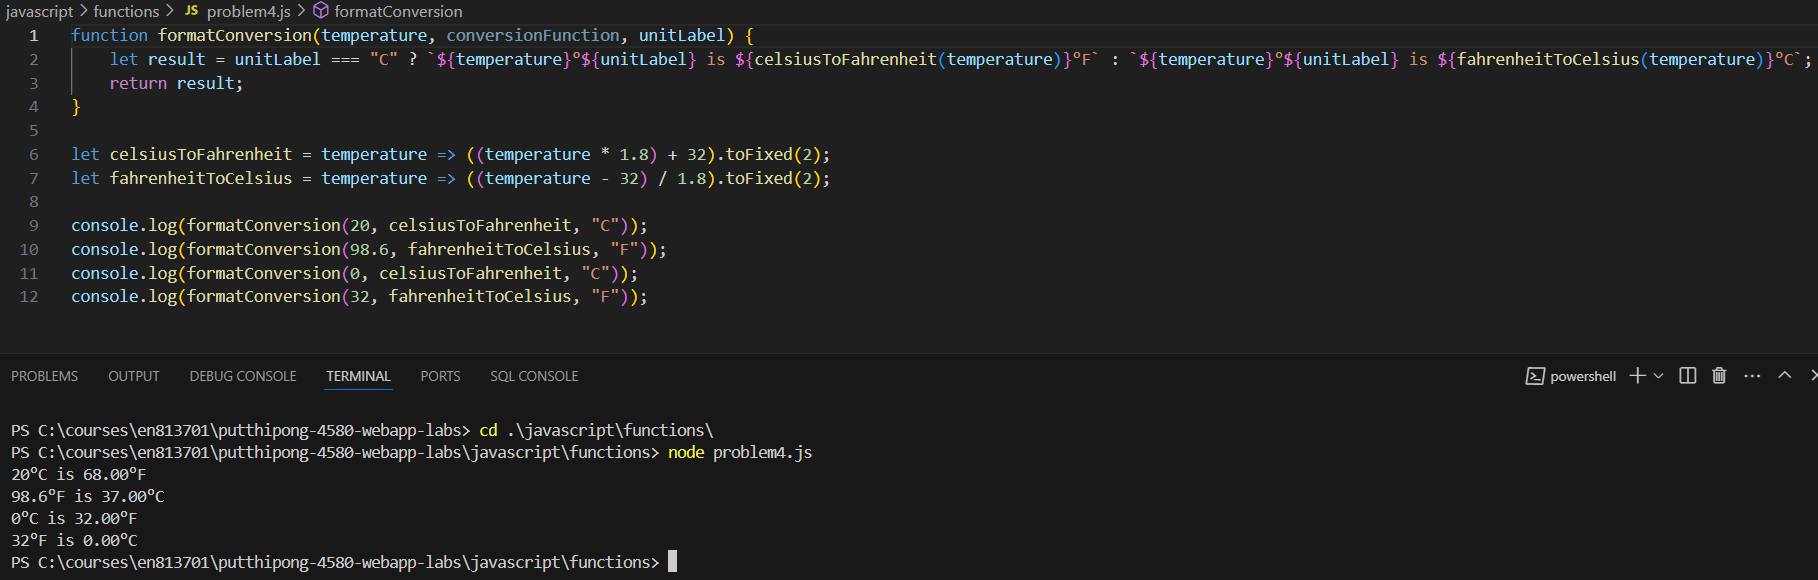 javascript > functions > JS problem4.js > formatConversion
1 function formatConversion(temperature, conversionFunction, unitLabel) {
2     let result = unitLabel === "C" ? `${temperature}°${unitLabel} is ${celsiusToFahrenheit(temperature)}°F` : `${temperature}°${unitLabel} is ${fahrenheitToCelsius(temperature)}°C`;
3     return result;
4 }
5
6 let celsiusToFahrenheit = temperature => ((temperature * 1.8) + 32).toFixed(2);
7 let fahrenheitToCelsius = temperature => ((temperature - 32) / 1.8).toFixed(2);
8
9 console.log(formatConversion(20, celsiusToFahrenheit, "C"));
10 console.log(formatConversion(98.6, fahrenheitToCelsius, "F"));
11 console.log(formatConversion(0, celsiusToFahrenheit, "C"));
12 console.log(formatConversion(32, fahrenheitToCelsius, "F"));
PROBLEMS OUTPUT DEBUG CONSOLE TERMINAL PORTS SQL CONSOLE powershell
PS C:\courses\en813701\putthipong-4580-webapp-labs> cd .\javascript\functions\
PS C:\courses\en813701\putthipong-4580-webapp-labs\javascript\functions> node problem4.js
20°C is 68.00°F
98.6°F is 37.00°C
0°C is 32.00°F
32°F is 0.00°C
PS C:\courses\en813701\putthipong-4580-webapp-labs\javascript\functions>